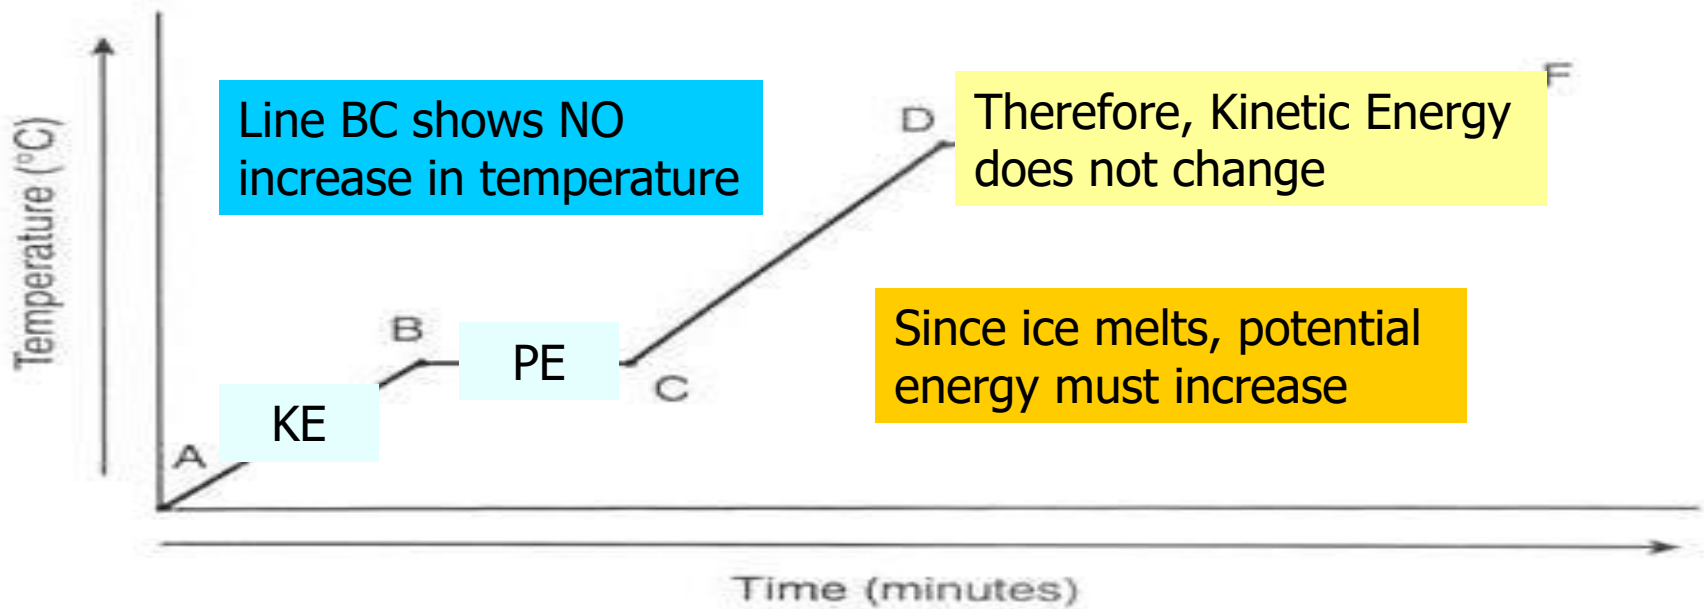 Temperature (°C)
Line BC shows NO
increase in temperature
D
Therefore, Kinetic Energy
does not change
F
B
PE
C
Since ice melts, potential
energy must increase
KE
A
Time (minutes)